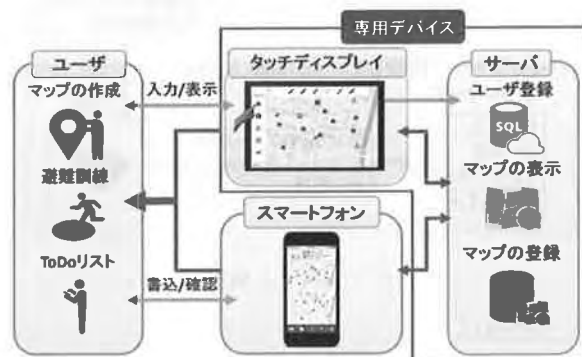 専用デバイス
ユーザ
マップの作成
避難訓練
ToDoリスト
入力/表示
書込/確認
タッチディスプレイ
スマートフォン
サーバ
ユーザ登録
SQL
マップの表示
マップの登録